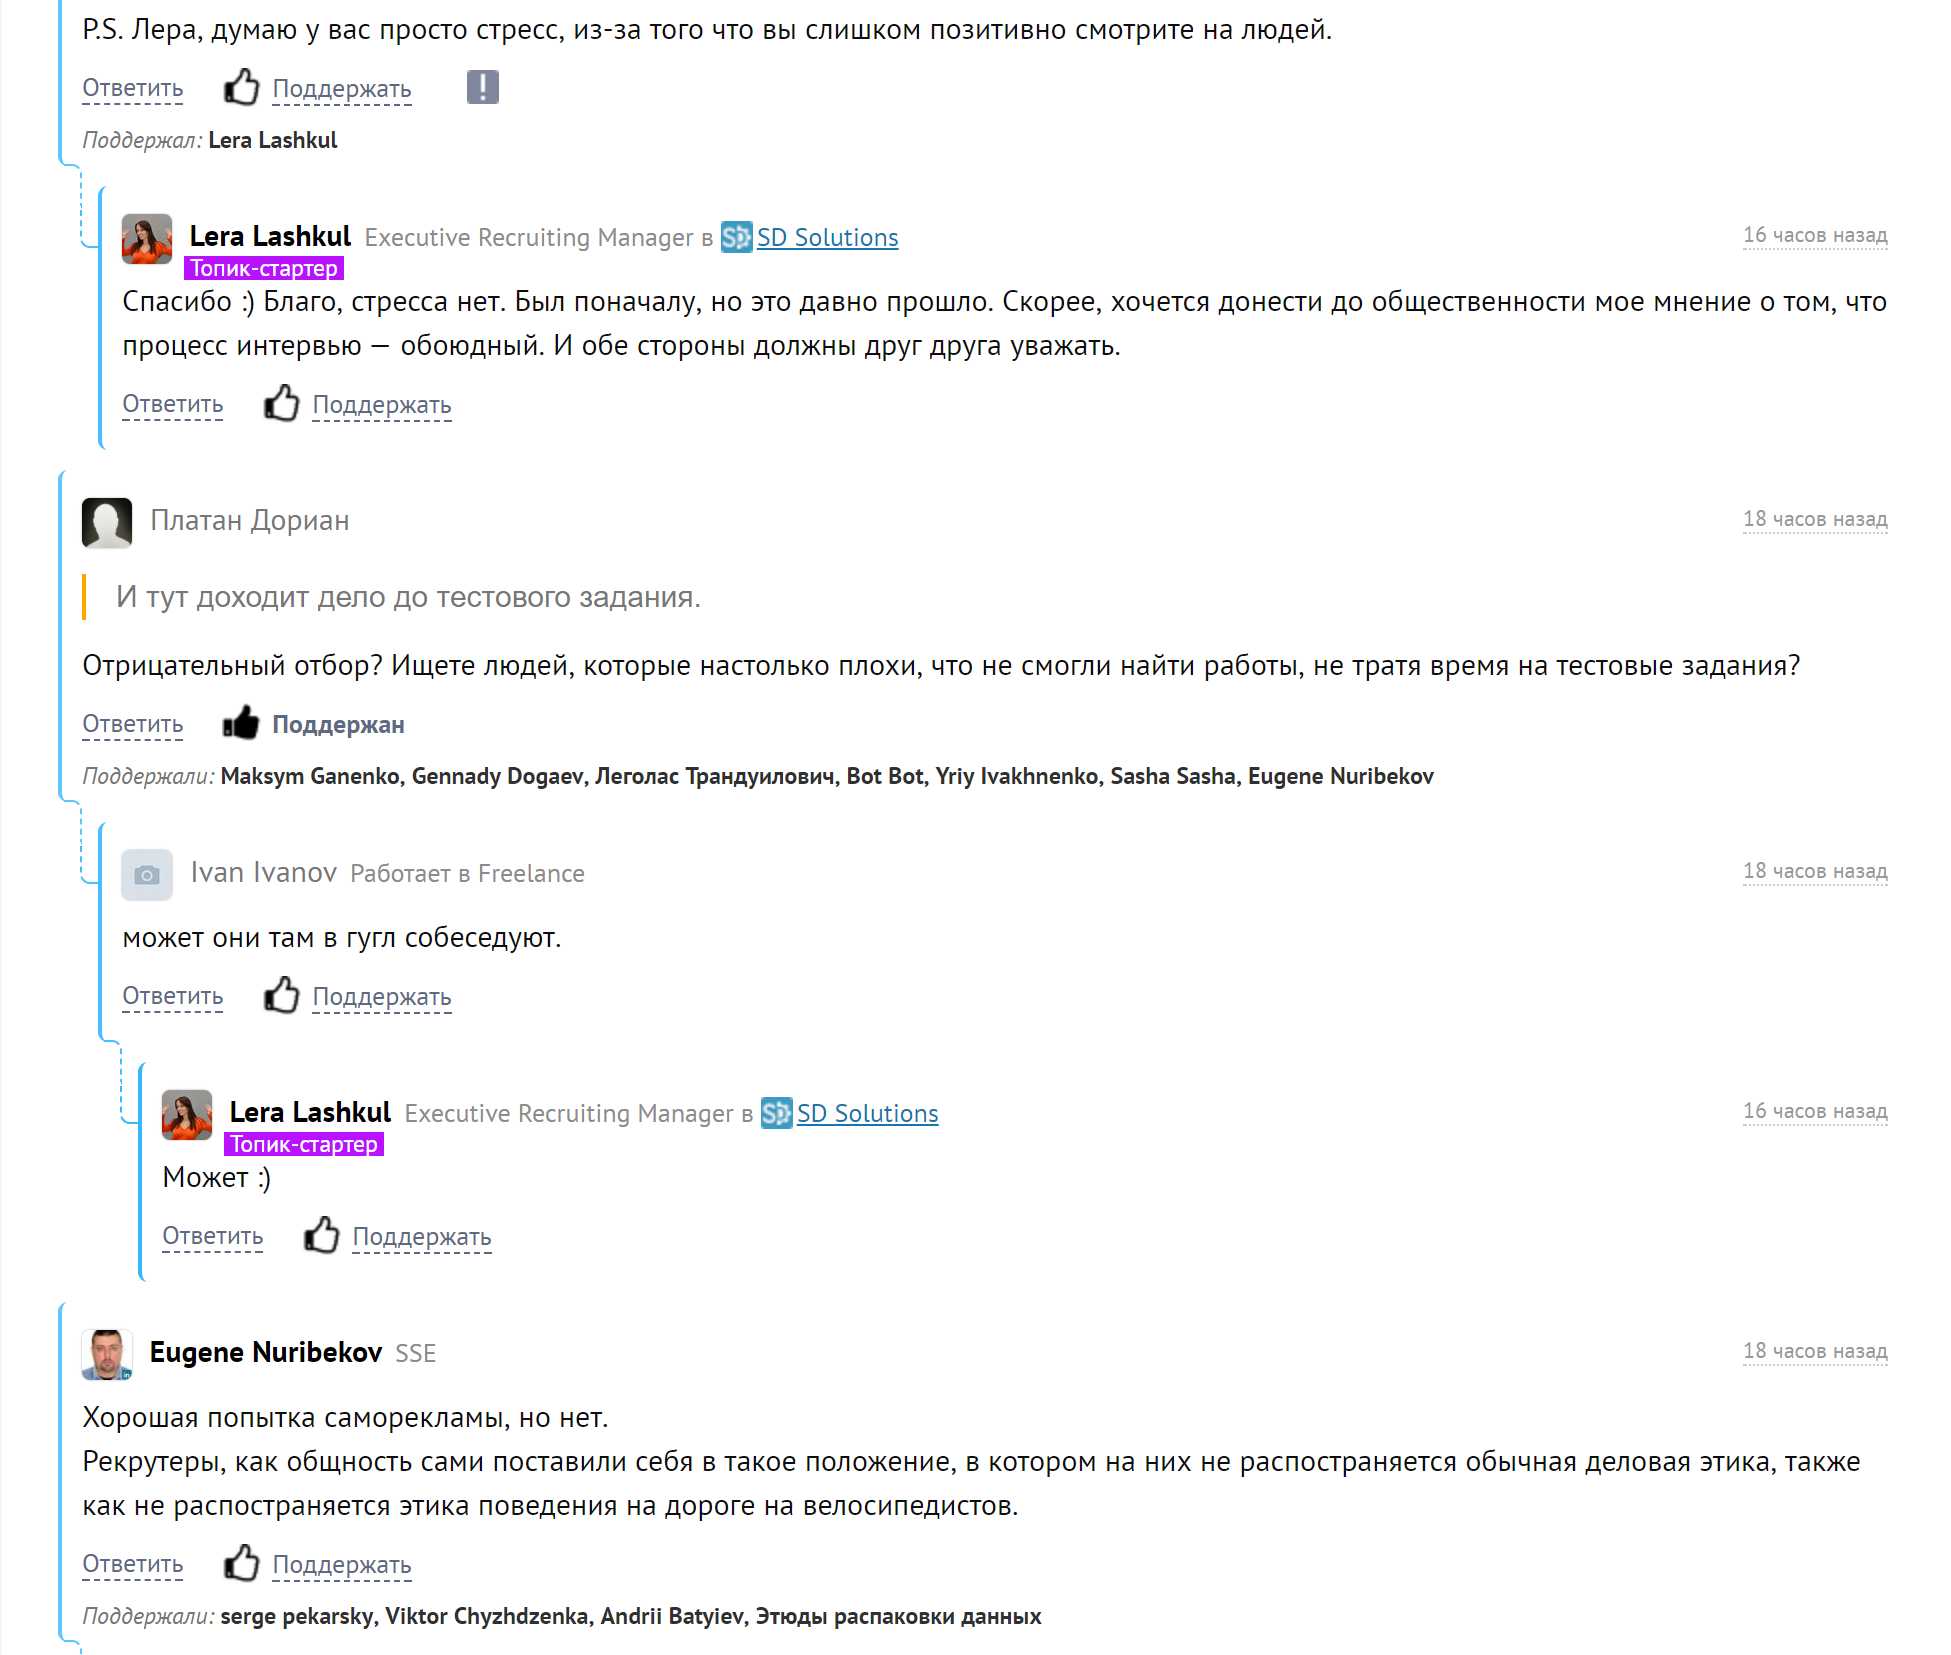 P.S. Лера, думаю у вас просто стресс, из-за того что вы слишком позитивно смотрите на людей.
Ответить Поддержать !
Поддержал: Lera Lashkul
Lera Lashkul Executive Recruiting Manager в SD SD Solutions 16 часов назад
Топик-стартер
Спасибо :) Благо, стресса нет. Был поначалу, но это давно прошло. Скорее, хочется донести до общественности мое мнение о том, что
процесс интервью — обоюдный. И обе стороны должны друг друга уважать.
Ответить Поддержать
Платан Дориан 18 часов назад
И тут доходит дело до тестового задания.
Отрицательный отбор? Ищете людей, которые настолько плохи, что не смогли найти работы, не тратя время на тестовые задания?
Ответить Поддержан
Поддержали: Maksym Ganenko, Gennady Dogaev, Леголас Трандуилович, Bot Bot, Yriy Ivakhnenko, Sasha Sasha, Eugene Nuribekov
Ivan Ivanov Работает в Freelance 18 часов назад
может они там в гугл собеседуют.
Ответить Поддержать
Lera Lashkul Executive Recruiting Manager в SD SD Solutions 16 часов назад
Топик-стартер
Может :)
Ответить Поддержать
Eugene Nuribekov SSE 18 часов назад
Хорошая попытка саморекламы, но нет.
Рекрутеры, как общность сами поставили себя в такое положение, в котором на них не распостраняется обычная деловая этика, также
как не распостраняется этика поведения на дороге на велосипедистов.
Ответить Поддержать
Поддержали: serge pekarsky, Viktor Chyzhdzenka, Andrii Batyiev, Этюды распаковки данных